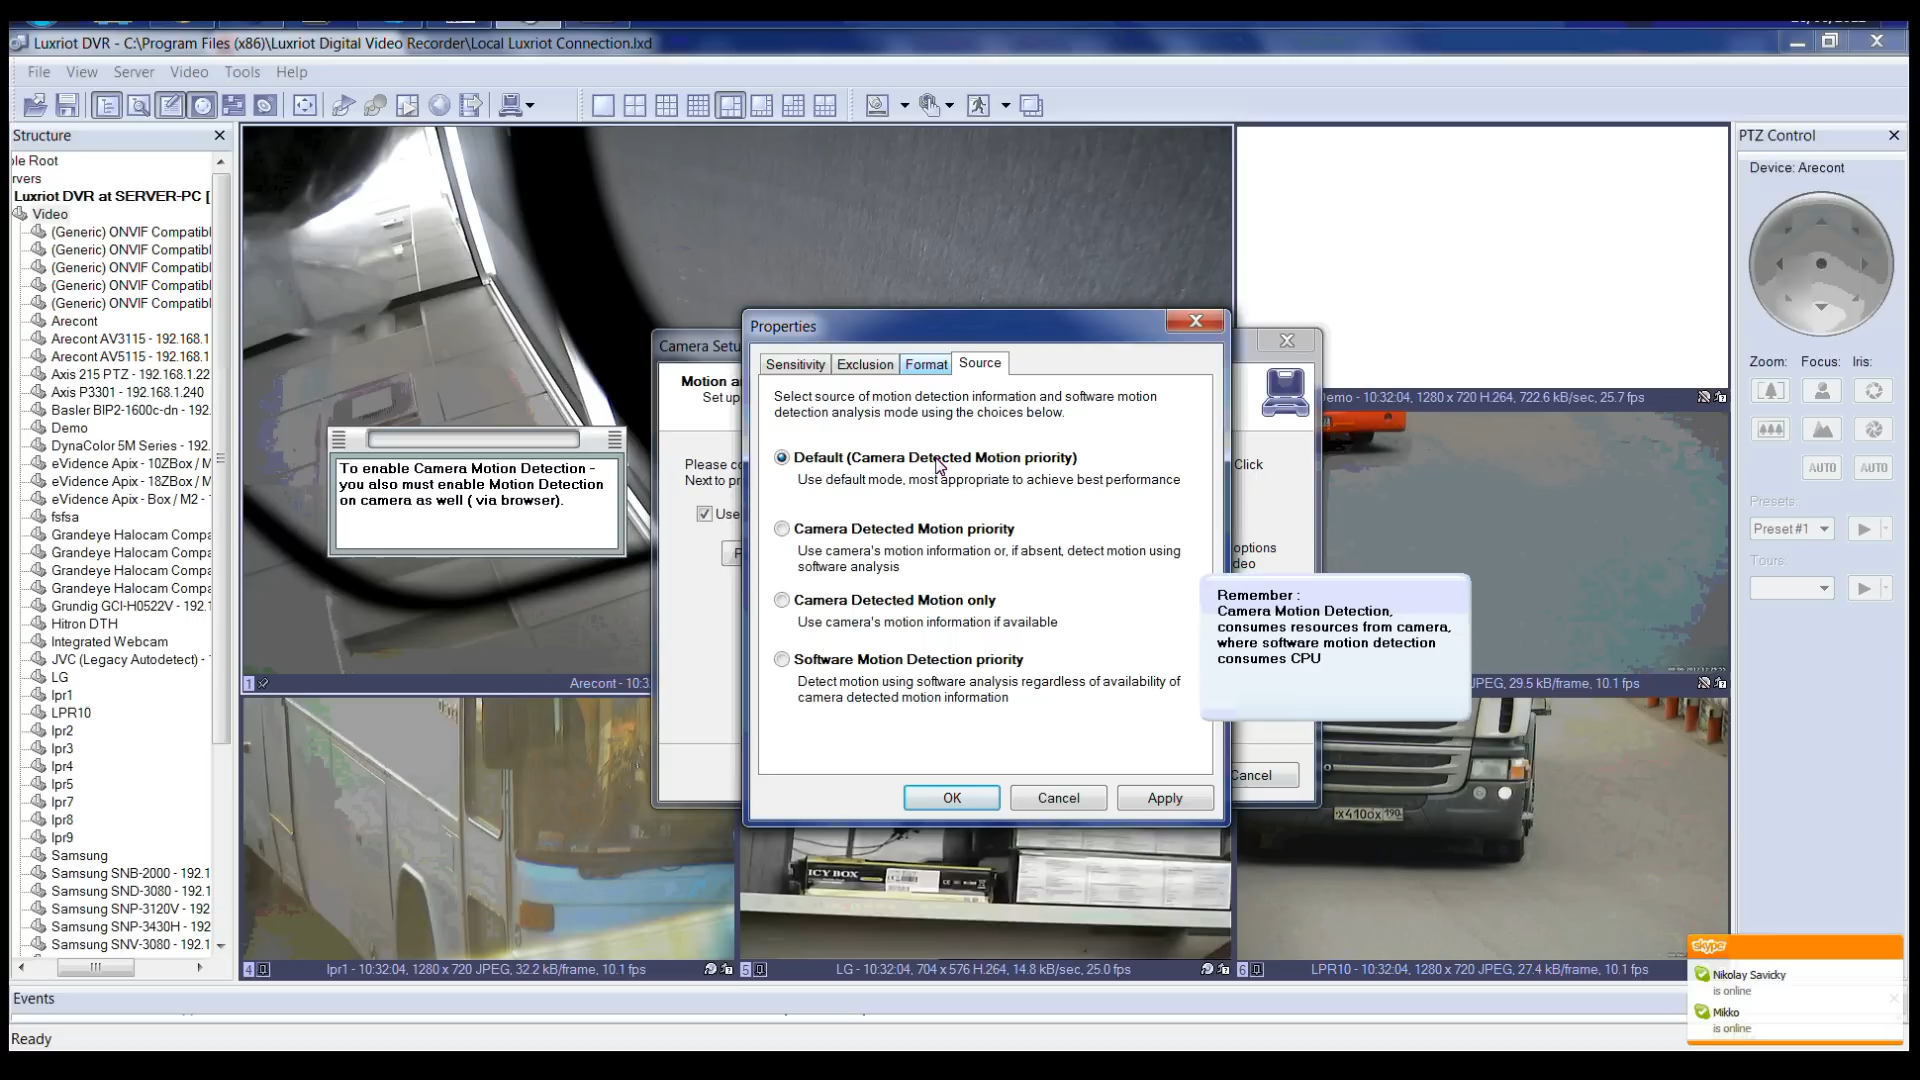 Luxriot DVR - C:\Program Files (x86)\Luxriot Digital Video Recorder\Local Luxriot Connection.lxd
File View Server Video Tools Help
Structure
le Root
rvers
Luxriot DVR at SERVER-PC [
Video
(Generic) ONVIF Compatibl
(Generic) ONVIF Compatibl
(Generic) ONVIF Compatibl
(Generic) ONVIF Compatibl
(Generic) ONVIF Compatibl
Arecont
Arecont AV3115 - 192.168.1
Arecont AV5115 - 192.168.1
Axis 215 PTZ - 192.168.1.22
Axis P3301 - 192.168.1.240
Basler BIP2-1600c-dn - 192.
Demo
DynaColor 5M Series - 192.
eVidence Apix - 10ZBox / M
eVidence Apix - 18ZBox / M
eVidence Apix - Box / M2 -
fsfsa
Grandeye Halocam Compa
Grandeye Halocam Compa
Grandeye Halocam Compa
Grandeye Halocam Compa
Grundig GCI-H0522V - 192.
Hitron DTH
Integrated Webcam
JVC (Legacy Autodetect) -
LG
lpr1
LPR10
lpr2
lpr3
lpr4
lpr5
lpr7
lpr8
lpr9
Samsung
Samsung SNB-2000 - 192.1
Samsung SND-3080 - 192.1
Samsung SNP-3120V - 192
Samsung SNP-3430H - 192
Samsung SNV-3080 - 192.1
To enable Camera Motion Detection -
you also must enable Motion Detection
on camera as well ( via browser).
1
Arecont - 10:3
Camera Setu
Motion a
Set up
Please co
Next to pr
Use
P
Click
options
deo
Cancel
Properties
Sensitivity Exclusion Format Source
Select source of motion detection information and software motion
detection analysis mode using the choices below.
Default (Camera Detected Motion priority)
Use default mode, most appropriate to achieve best performance
Camera Detected Motion priority
Use camera's motion information or, if absent, detect motion using
software analysis
Camera Detected Motion only
Use camera's motion information if available
Software Motion Detection priority
Detect motion using software analysis regardless of availability of
camera detected motion information
OK Cancel Apply
Remember :
Camera Motion Detection,
consumes resources from camera,
where software motion detection
consumes CPU
Demo - 10:32:04, 1280 x 720 H.264, 722.6 kB/sec, 25.7 fps
JPEG, 29.5 kB/frame, 10.1 fps
x410ox 190
ICY BOX
4
lpr1 - 10:32:04, 1280 x 720 JPEG, 32.2 kB/frame, 10.1 fps
5
LG - 10:32:04, 704 x 576 H.264, 14.8 kB/sec, 25.0 fps
6
LPR10 - 10:32:04, 1280 x 720 JPEG, 27.4 kB/frame, 10.1 fps
PTZ Control
Device: Arecont
Zoom: Focus: Iris:
AUTO AUTO
Presets:
Preset #1
Tours:
skype
Nikolay Savicky
is online
Mikko
is online
Events
Ready